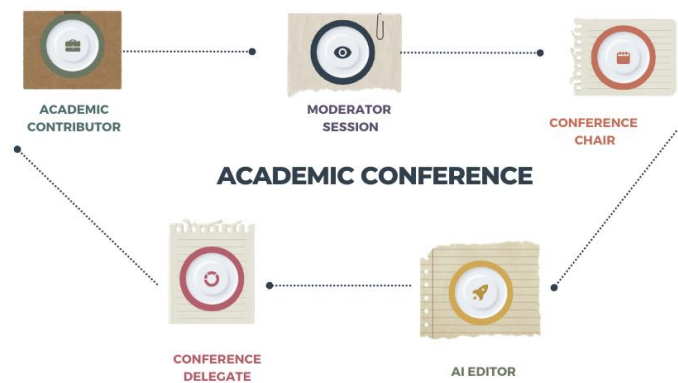 ACADEMIC
CONTRIBUTOR
MODERATOR
SESSION
CONFERENCE
CHAIR
ACADEMIC CONFERENCE
CONFERENCE
DELEGATE
AI EDITOR